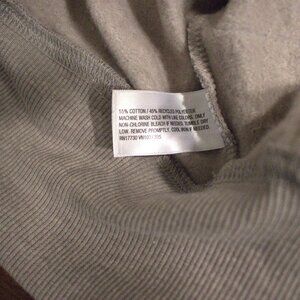 55% COTTON / 45% RECYCLED POLYESTER
MACHINE WASH COLD WITH LIKE COLORS. ONLY
NON-CHLORINE BLEACH IF NEEDED. TUMBLE DRY
LOW. REMOVE PROMPTLY, COOL IRON IF NEEDED.
RN17730